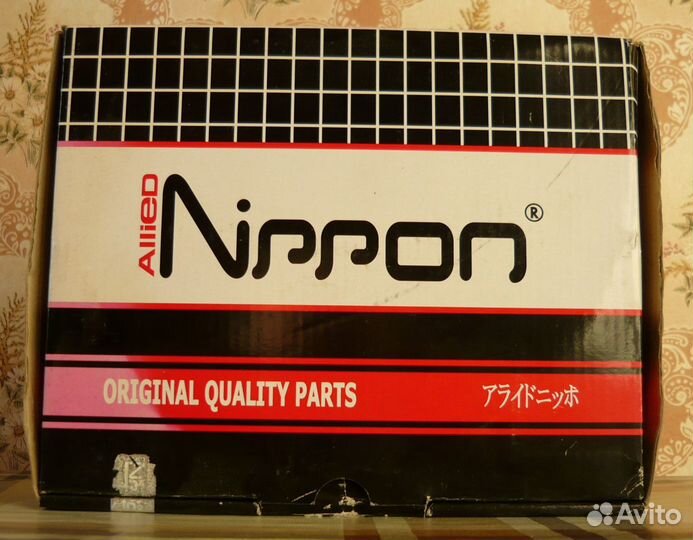 Allied
Nippon®
ORIGINAL QUALITY PARTS
アライドニッポ
Avito